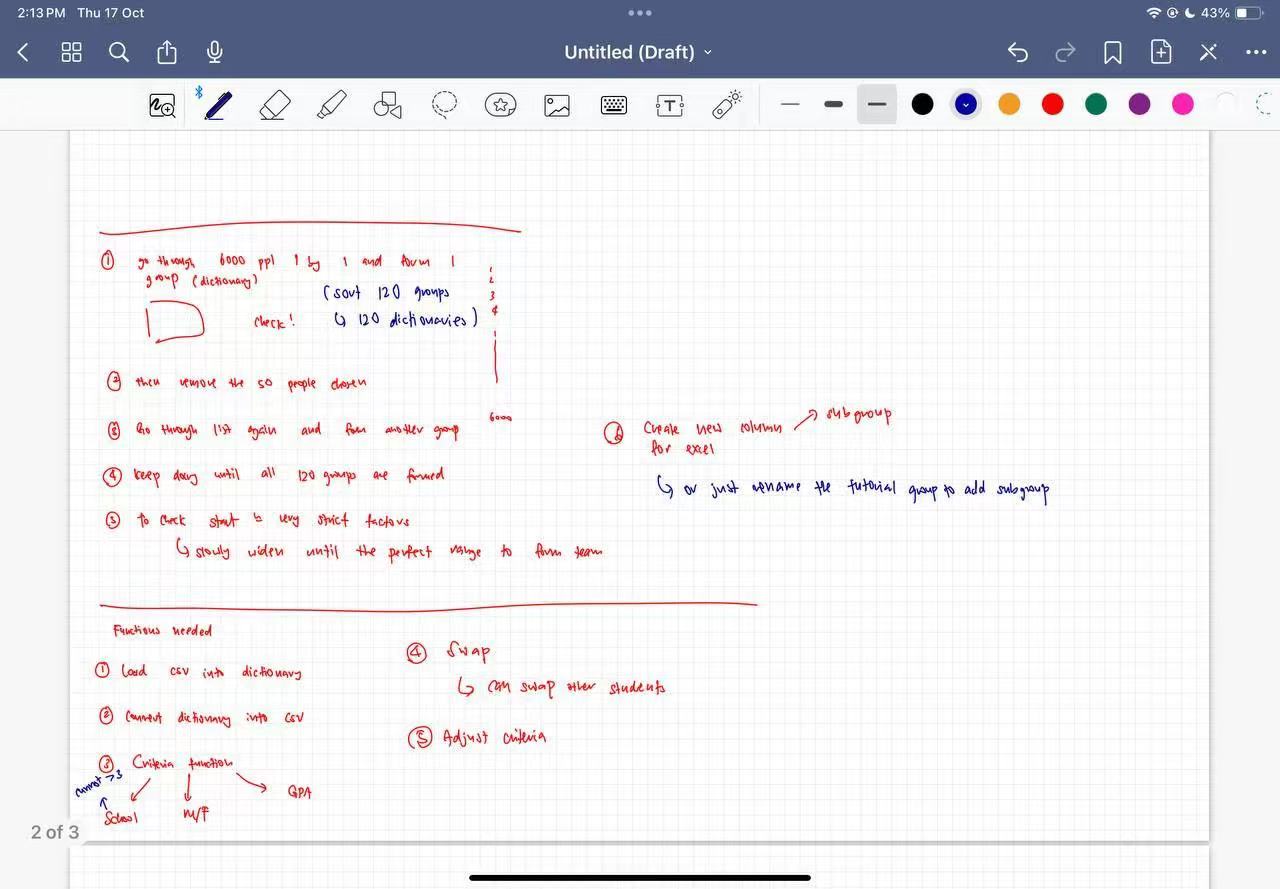 2:13 PM Thu 17 Oct
43%
Untitled (Draft)
① go through 6000 ppl 1 by 1 and form 1
group (dictionary)
(sort 120 groups
↳ 120 dictionaries)
check!
1
2
3
4
6000
② then remove the 50 people chosen
③ Go through list again and form another group
④ keep doing until all 120 groups are formed
⑤ To check start w very strict factors
↳ slowly widen until the perfect range to form team
⑥ Create new column → subgroup
for excel
↳ or just rename the tutorial group to add subgroup
Functions needed
① Load csv into dictionary
② Convert dictionary into csv
③ Criteria function
cannot > 3
School
M/F
GPA
④ Swap
↳ can swap other students
⑤ Adjust criteria
2 of 3